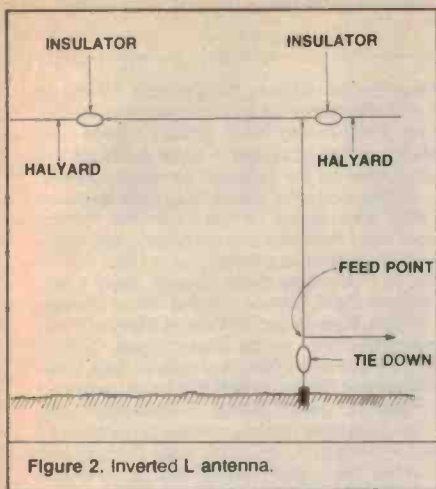 INSULATOR INSULATOR
HALYARD HALYARD
FEED POINT
TIE DOWN
Figure 2. Inverted L antenna.